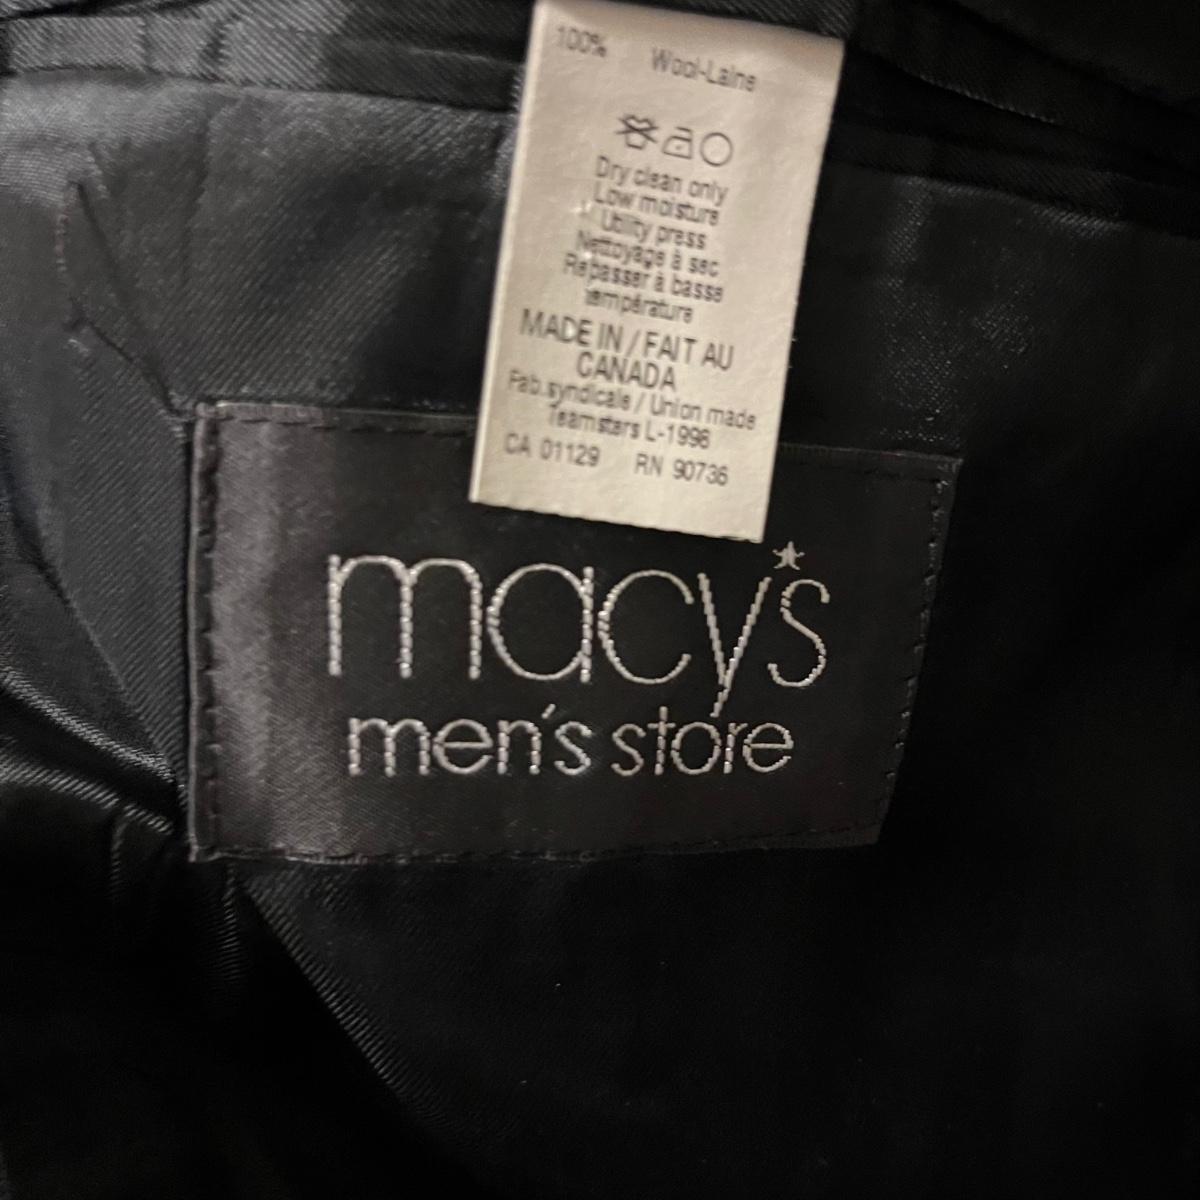 100% Wool-Laine
Dry clean only
Low moisture
Utility press
Nettoyage à sec
Repasser à basse
température
MADE IN / FAIT AU
CANADA
Fab.syndicale / Union made
Teamsters L-1998
CA 01129 RN 90736
macy's
men's store